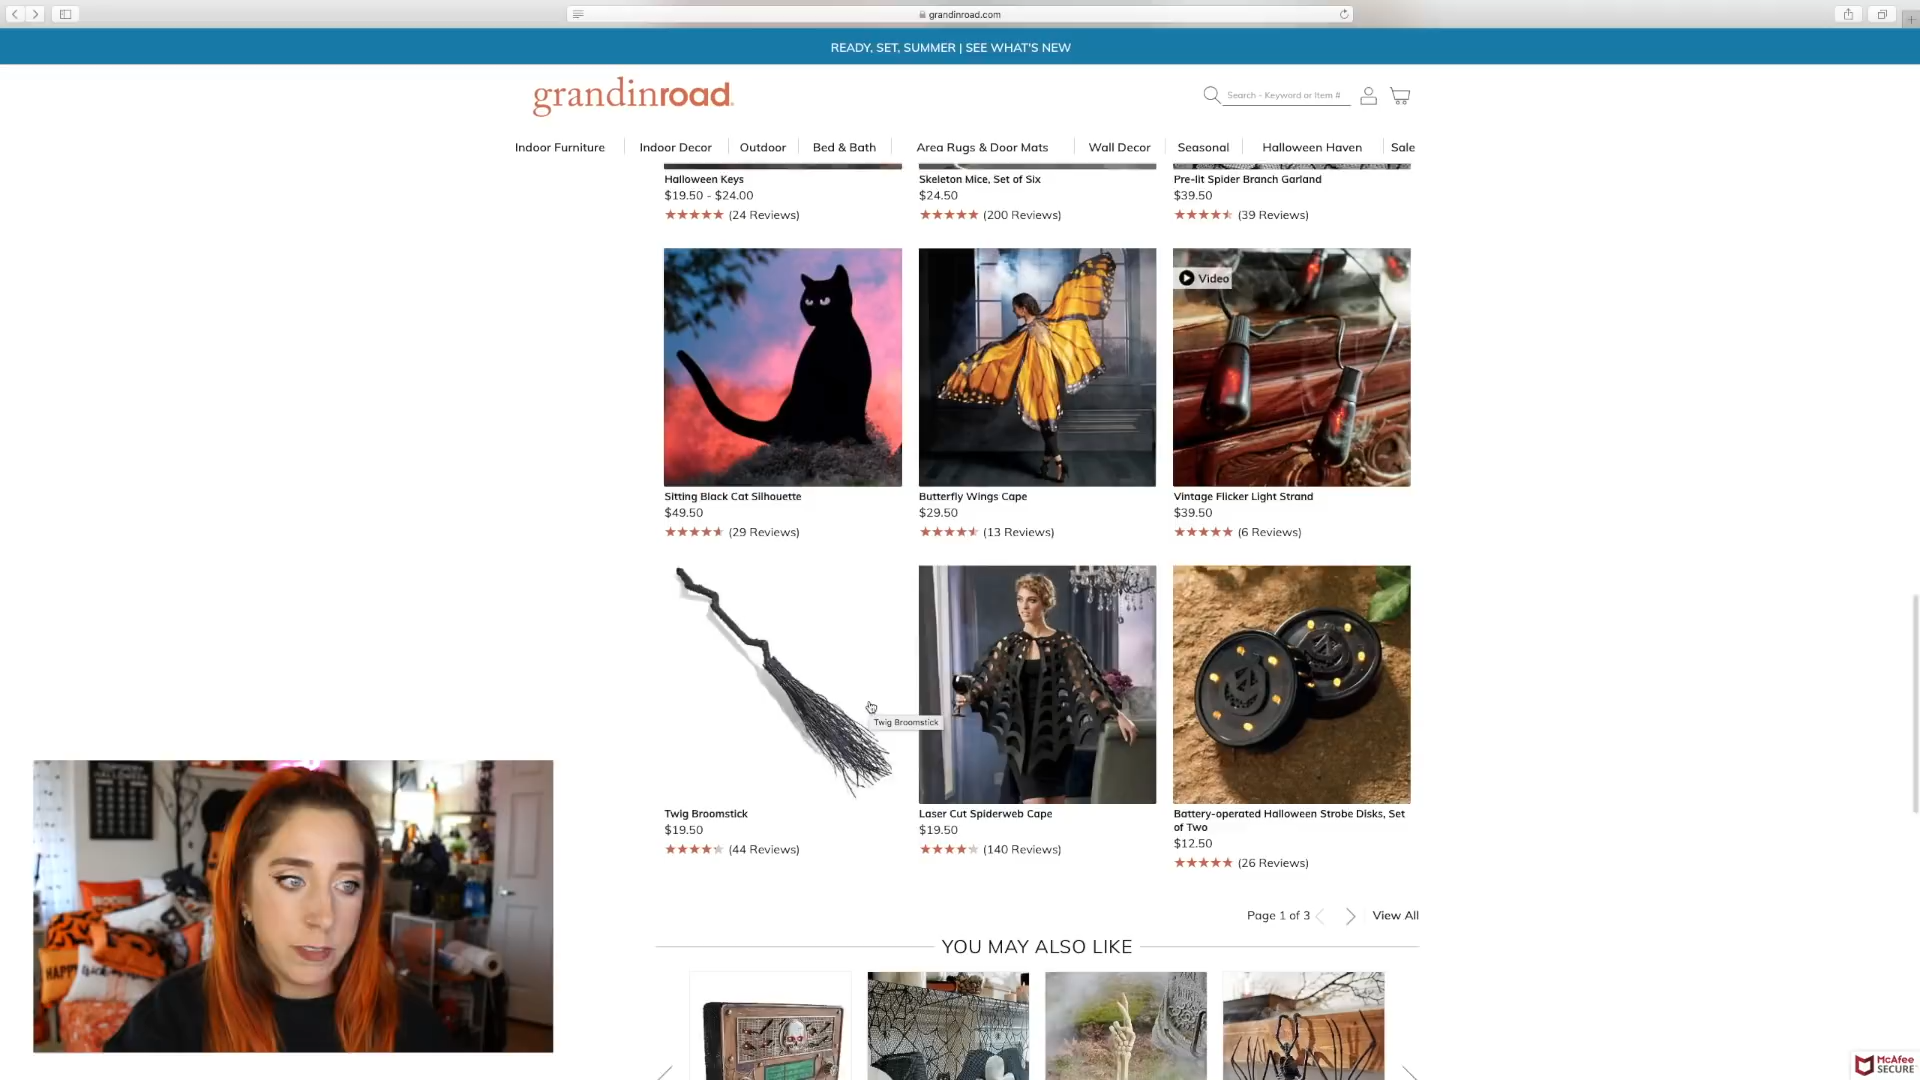 grandinroad.com
READY, SET, SUMMER | SEE WHAT'S NEW
grandinroad.
Search - Keyword or Item #
Indoor Furniture
Indoor Decor
Outdoor
Bed & Bath
Area Rugs & Door Mats
Wall Decor
Seasonal
Halloween Haven
Sale
Halloween Keys
$19.50 - $24.00
(24 Reviews)
Skeleton Mice, Set of Six
$24.50
(200 Reviews)
Pre-lit Spider Branch Garland
$39.50
(39 Reviews)
Video
Sitting Black Cat Silhouette
$49.50
(29 Reviews)
Butterfly Wings Cape
$29.50
(13 Reviews)
Vintage Flicker Light Strand
$39.50
(6 Reviews)
Twig Broomstick
Twig Broomstick
$19.50
(44 Reviews)
Laser Cut Spiderweb Cape
$19.50
(140 Reviews)
Battery-operated Halloween Strobe Disks, Set
of Two
$12.50
(26 Reviews)
Page 1 of 3
View All
YOU MAY ALSO LIKE
HALLOWEEN
HAPPY
McAfee
SECURE